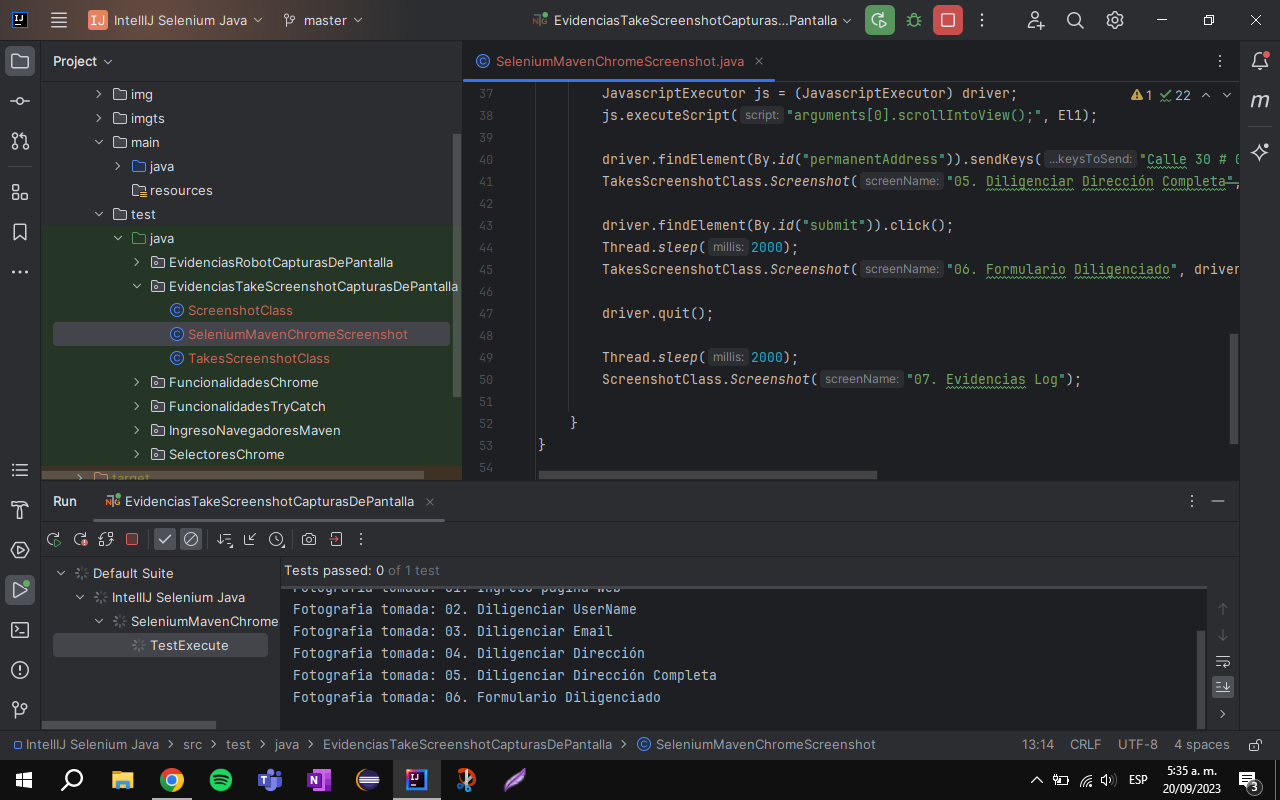 IntelIIJ Selenium Java
master
EvidenciasTakeScreenshotCapturas...Pantalla
Project
SeleniumMavenChromeScreenshot.java
img
imgts
main
java
resources
test
java
EvidenciasRobotCapturasDePantalla
EvidenciasTakeScreenshotCapturasDePantalla
ScreenshotClass
SeleniumMavenChromeScreenshot
TakesScreenshotClass
FuncionalidadesChrome
FuncionalidadesTryCatch
IngresoNavegadoresMaven
SelectoresChrome
target
1 22
37 JavascriptExecutor js = (JavascriptExecutor) driver;
38 js.executeScript( script: "arguments[0].scrollIntoView();", El1);
39
40 driver.findElement(By.id("permanentAddress")).sendKeys( ...keysToSend: "Calle 30 # 
41 TakesScreenshotClass.Screenshot( screenName: "05. Diligenciar Dirección Completa",
42
43 driver.findElement(By.id("submit")).click();
44 Thread.sleep( millis: 2000);
45 TakesScreenshotClass.Screenshot( screenName: "06. Formulario Diligenciado", driver
46
47 driver.quit();
48
49 Thread.sleep( millis: 2000);
50 ScreenshotClass.Screenshot( screenName: "07. Evidencias Log");
51
52 }
53 }
54
Run
EvidenciasTakeScreenshotCapturasDePantalla
Default Suite
IntelIIJ Selenium Java
SeleniumMavenChrome
TestExecute
Tests passed: 0 of 1 test
Fotografia tomada: 01. Ingreso pagina web
Fotografia tomada: 02. Diligenciar UserName
Fotografia tomada: 03. Diligenciar Email
Fotografia tomada: 04. Diligenciar Dirección
Fotografia tomada: 05. Diligenciar Dirección Completa
Fotografia tomada: 06. Formulario Diligenciado
IntelIIJ Selenium Java > src > test > java > EvidenciasTakeScreenshotCapturasDePantalla > SeleniumMavenChromeScreenshot
13:14 CRLF UTF-8 4 spaces
ESP
5:35 a. m.
20/09/2023
3